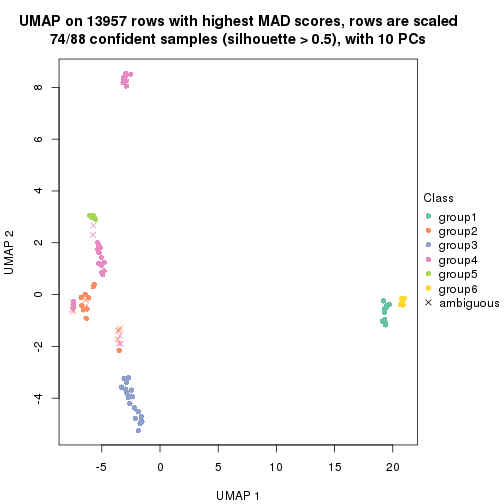 UMAP on 13957 rows with highest MAD scores, rows are scaled
74/88 confident samples (silhouette > 0.5), with 10 PCs
8
6
4
2
0
-2
-4
UMAP 2
-5
0
5
10
15
20
UMAP 1
Class
group1
group2
group3
group4
group5
group6
ambiguous